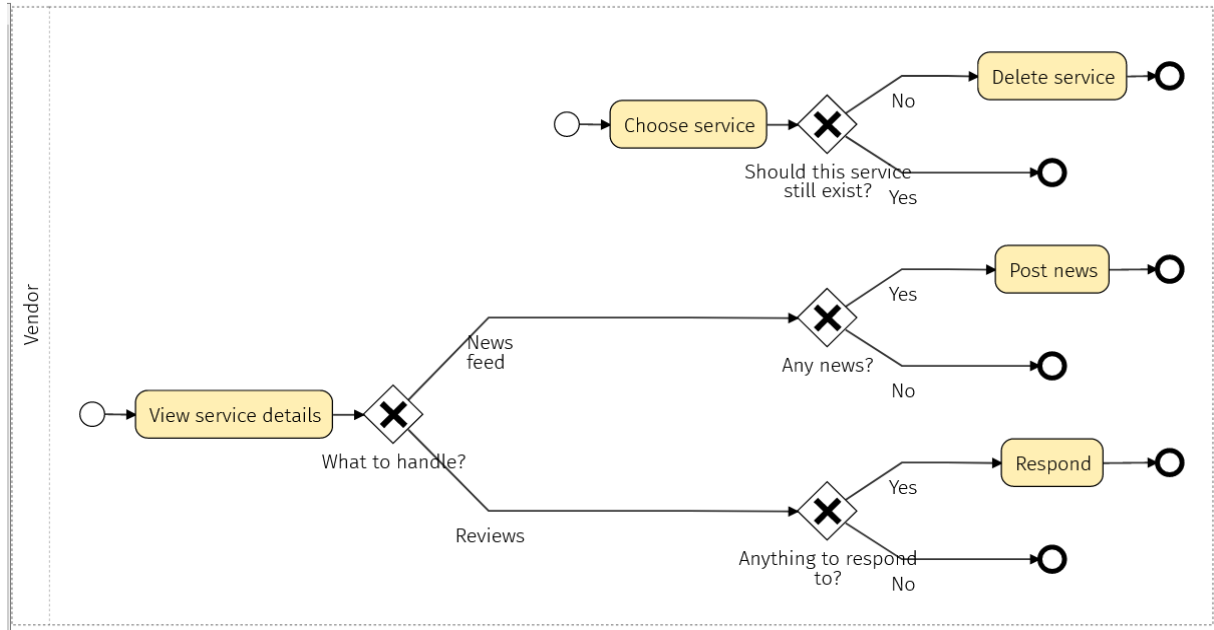 Vendor
Delete service
No
Choose service
Should this service
still exist?
Yes
Post news
Yes
News
feed
Any news?
No
View service details
What to handle?
Respond
Yes
Reviews
Anything to respond
to?
No